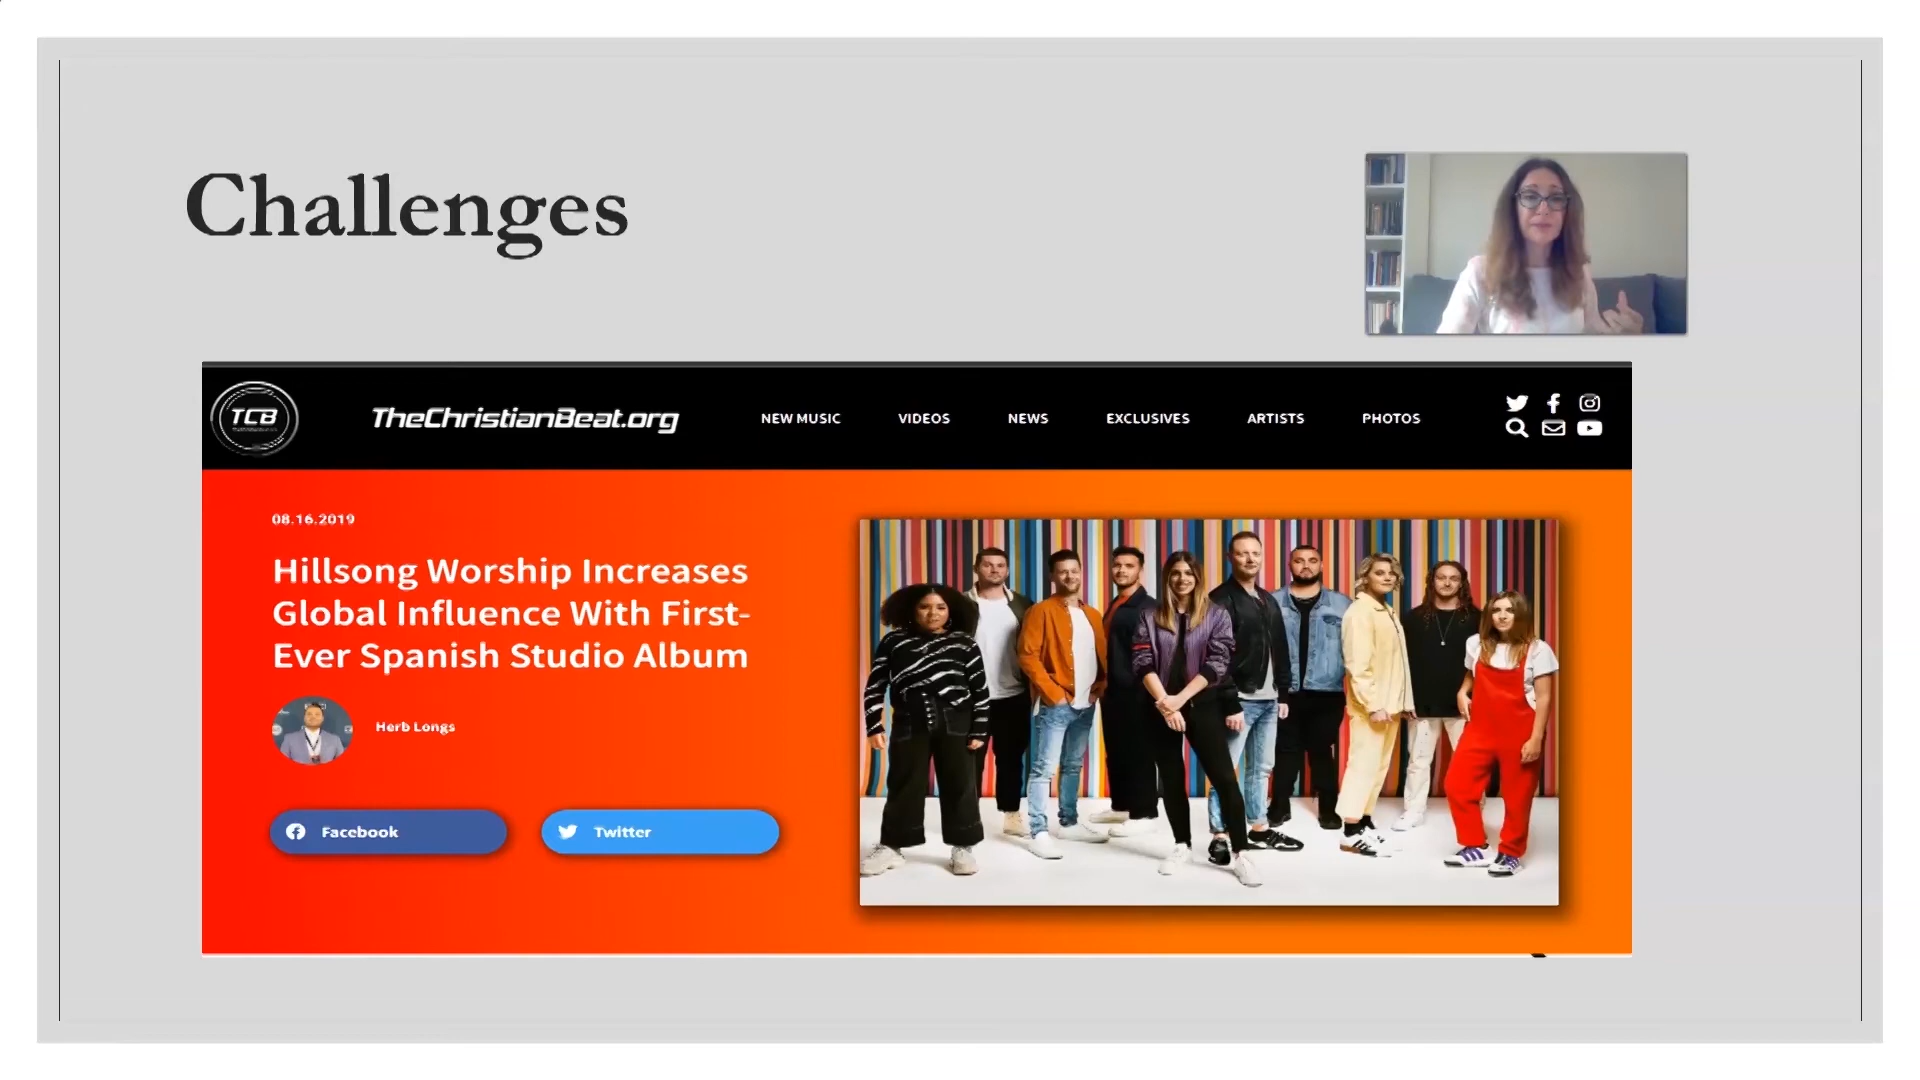 Challenges
TCB
TheChristianBeat.org
NEW MUSIC
VIDEOS
NEWS
EXCLUSIVES
ARTISTS
PHOTOS
08.16.2019
Hillsong Worship Increases
Global Influence With First-
Ever Spanish Studio Album
Herb Longs
Facebook
Twitter